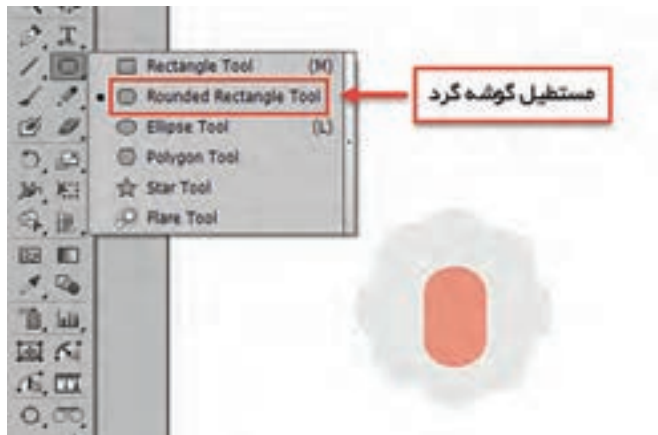 Rectangle Tool (M)
Rounded Rectangle Tool
Ellipse Tool (L)
Polygon Tool
Star Tool
Flare Tool
مستطیل گوشه گرد